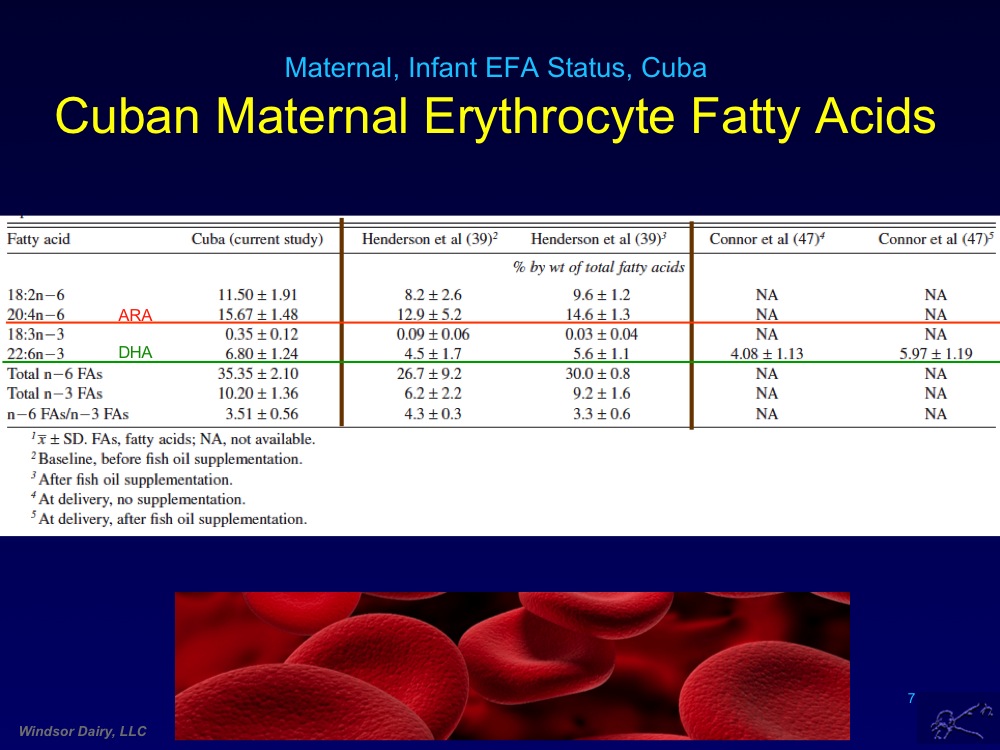 Maternal, Infant EFA Status, Cuba
Cuban Maternal Erythrocyte Fatty Acids
Fatty acid Cuba (current study) Henderson et al (39)² Henderson et al (39)³ Connor et al (47)⁴ Connor et al (47)⁵
% by wt of total fatty acids
18:2n−6 11.50 ± 1.91 8.2 ± 2.6 9.6 ± 1.2 NA NA
20:4n−6 ARA 15.67 ± 1.48 12.9 ± 5.2 14.6 ± 1.3 NA NA
18:3n−3 0.35 ± 0.12 0.09 ± 0.06 0.03 ± 0.04 NA NA
22:6n−3 DHA 6.80 ± 1.24 4.5 ± 1.7 5.6 ± 1.1 4.08 ± 1.13 5.97 ± 1.19
Total n−6 FAs 35.35 ± 2.10 26.7 ± 9.2 30.0 ± 0.8 NA NA
Total n−3 FAs 10.20 ± 1.36 6.2 ± 2.2 9.2 ± 1.6 NA NA
n−6 FAs/n−3 FAs 3.51 ± 0.56 4.3 ± 0.3 3.3 ± 0.6 NA NA
¹ x̄ ± SD. FAs, fatty acids; NA, not available.
² Baseline, before fish oil supplementation.
³ After fish oil supplementation.
⁴ At delivery, no supplementation.
⁵ At delivery, after fish oil supplementation.
7
Windsor Dairy, LLC